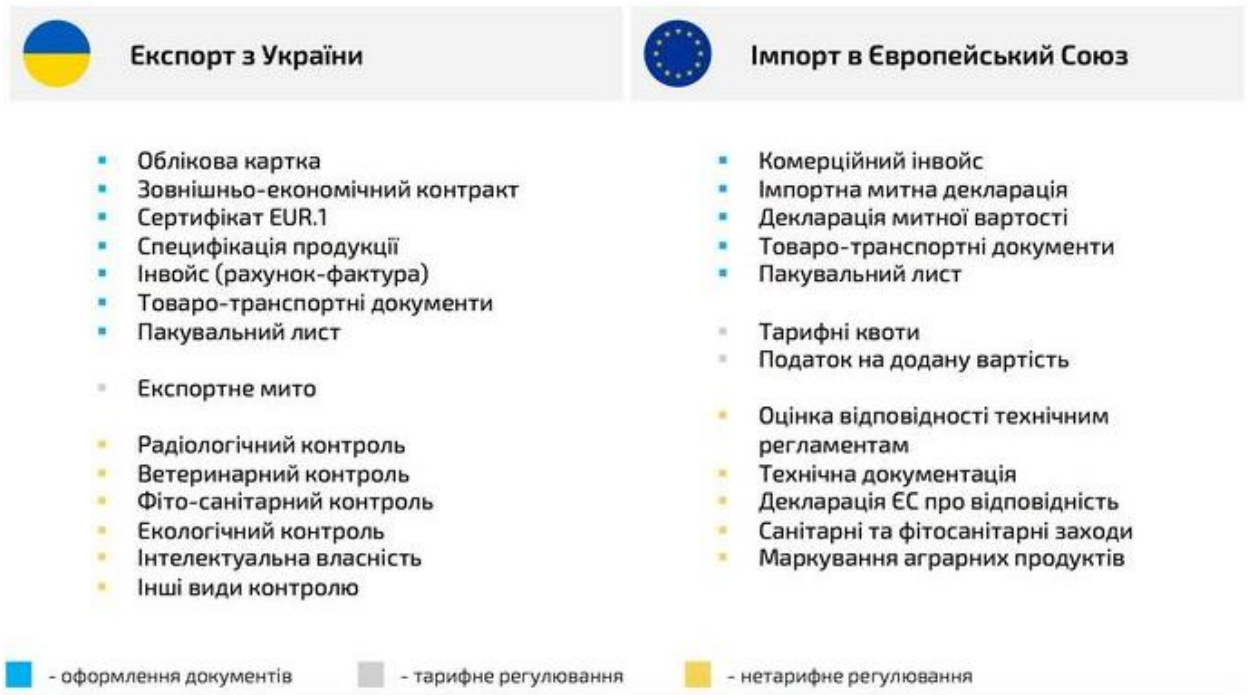 Експорт з України
Облікова картка
Зовнішньо-економічний контракт
Сертифікат EUR.1
Специфікація продукції
Інвойс (рахунок-фактура)
Товаро-транспортні документи
Пакувальний лист
Експортне мито
Радіологічний контроль
Ветеринарний контроль
Фіто-санітарний контроль
Екологічний контроль
Інтелектуальна власність
Інші види контролю
Імпорт в Європейський Союз
Комерційний інвойс
Імпортна митна декларація
Декларація митної вартості
Товаро-транспортні документи
Пакувальний лист
Тарифні квоти
Податок на додану вартість
Оцінка відповідності технічним
регламентам
Технічна документація
Декларація ЄС про відповідність
Санітарні та фітосанітарні заходи
Маркування аграрних продуктів
- оформлення документів
- тарифне регулювання
- нетарифне регулювання